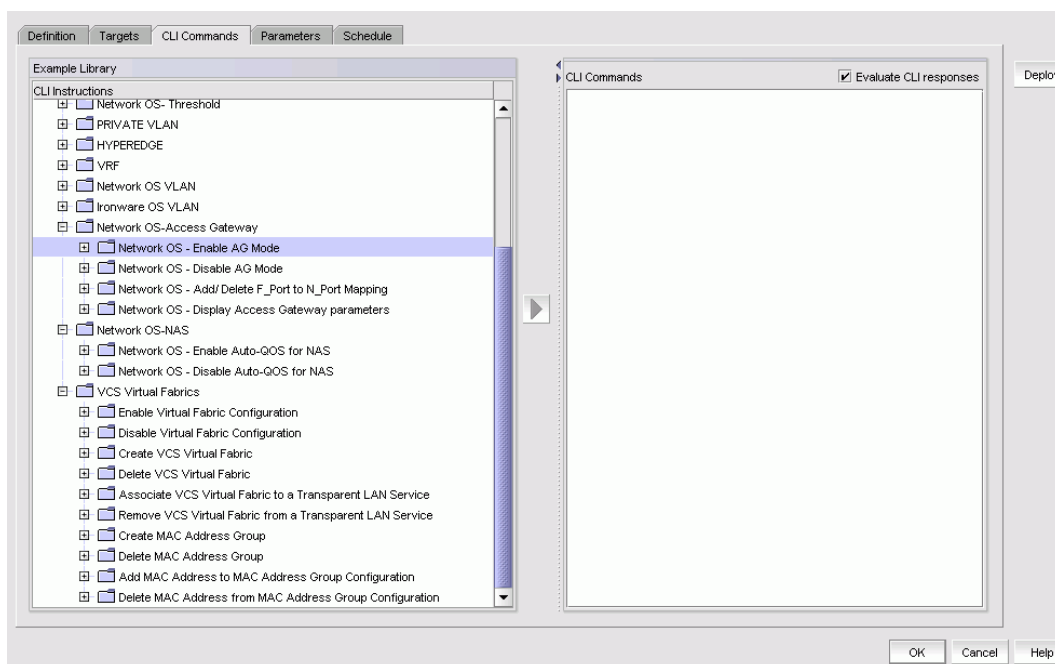 Definition Targets CLI Commands Parameters Schedule
Example Library
CLI Instructions
Network OS- Threshold
PRIVATE VLAN
HYPEREDGE
VRF
Network OS VLAN
Ironware OS VLAN
Network OS-Access Gateway
Network OS - Enable AG Mode
Network OS - Disable AG Mode
Network OS - Add/ Delete F_Port to N_Port Mapping
Network OS - Display Access Gateway parameters
Network OS-NAS
Network OS - Enable Auto-QOS for NAS
Network OS - Disable Auto-QOS for NAS
VCS Virtual Fabrics
Enable Virtual Fabric Configuration
Disable Virtual Fabric Configuration
Create VCS Virtual Fabric
Delete VCS Virtual Fabric
Associate VCS Virtual Fabric to a Transparent LAN Service
Remove VCS Virtual Fabric from a Transparent LAN Service
Create MAC Address Group
Delete MAC Address Group
Add MAC Address to MAC Address Group Configuration
Delete MAC Address from MAC Address Group Configuration
CLI Commands Evaluate CLI responses
Deplo
OK Cancel Help